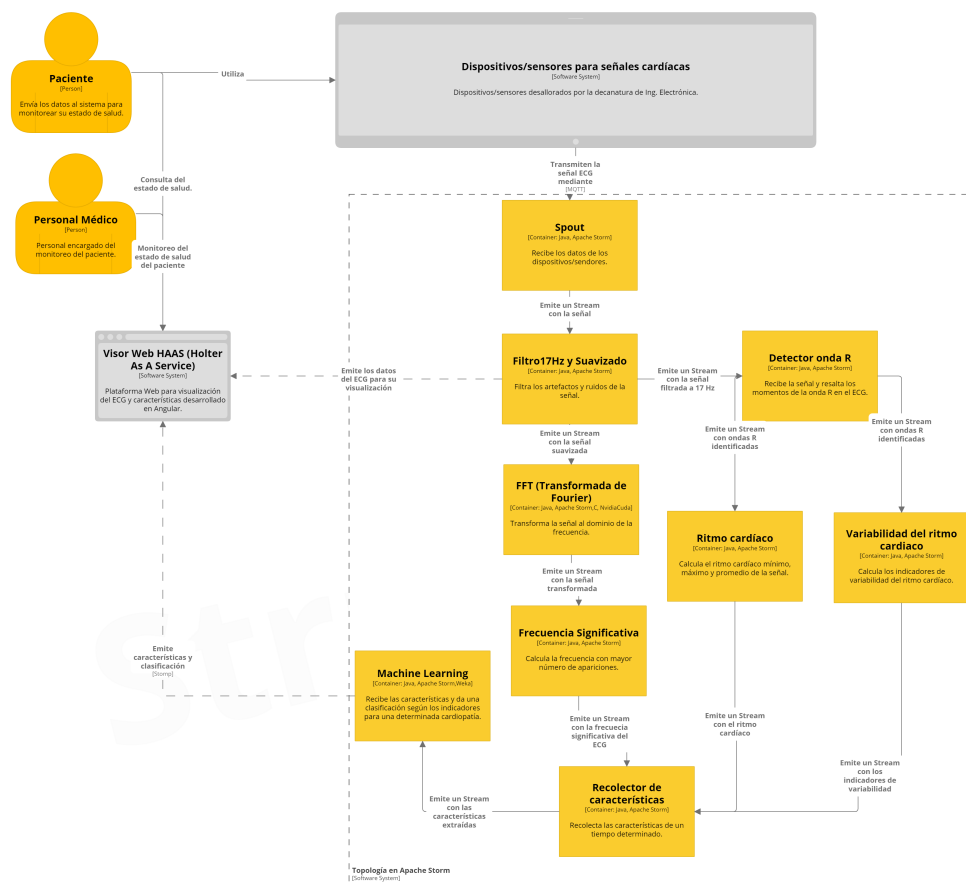 Paciente
[Person]
Envía los datos al sistema para
monitorear su estado de salud.
Utiliza
Dispositivos/sensores para señales cardíacas
[Software System]
Dispositivos/sensores desallorados por la decanatura de Ing. Electrónica.
Transmiten la
señal ECG
mediante
[MQTT]
Consulta del
estado de salud.
Personal Médico
[Person]
Personal encargado del
monitoreo del paciente.
Monitoreo del
estado de salud
del paciente
Spout
[Container: Java, Apache Storm]
Recibe los datos de los
dispositivos/sendores.
Emite un Stream
con la señal
Visor Web HAAS (Holter
As A Service)
[Software System]
Plataforma Web para visualización
del ECG y características desarrollado
en Angular.
Emite los datos
del ECG para su
visualización
Filtro17Hz y Suavizado
[Container: Java, Apache Storm]
Filtra los artefactos y ruidos de la
señal.
Emite un Stream
con la señal
filtrada a 17 Hz
Detector onda R
[Container: Java, Apache Storm]
Recibe la señal y resalta los
momentos de la onda R en el ECG.
Emite un Stream
con la señal
suavizada
Emite un Stream
con ondas R
identificadas
Emite un Stream
con ondas R
identificadas
FFT (Transformada de
Fourier)
[Container: Java, Apache Storm,C, NvidiaCuda]
Transforma la señal al dominio de la
frecuencia.
Ritmo cardíaco
[Container: Java, Apache Storm]
Calcula el ritmo cardíaco mínimo,
máximo y promedio de la señal.
Variabilidad del ritmo
cardiaco
[Container: Java, Apache Storm]
Calcula los indicadores de
variabilidad del ritmo cardíaco.
Emite un Stream
con la señal
transformada
Frecuencia Significativa
[Container: Java, Apache Storm]
Calcula la frecuencia con mayor
número de apariciones.
Emite
características y
clasificación
[Stomp]
Str
Machine Learning
[Container: Java, Apache Storm,Weka]
Recibe las características y da una
clasificación según los indicadores
para una determinada cardiopatía.
Emite un Stream
con la frecuecia
significativa del
ECG
Emite un Stream
con el ritmo
cardíaco
Emite un Stream
con los
indicadores de
variabilidad
Emite un Stream
con las
características
extraídas
Recolector de
características
[Container: Java, Apache Storm]
Recolecta las características de un
tiempo determinado.
Topología en Apache Storm
[Software System]